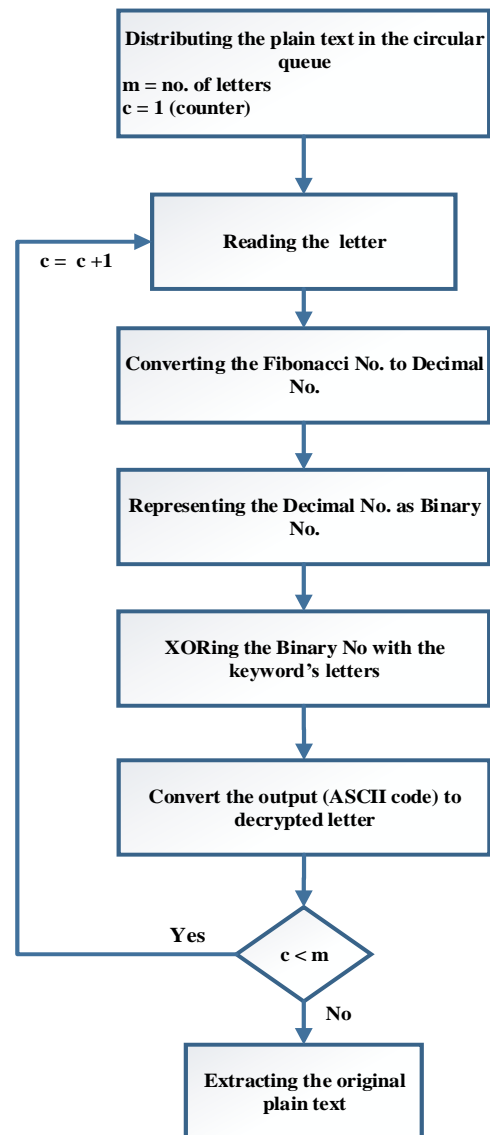 Distributing the plain text in the circular
queue
m = no. of letters
c = 1 (counter)
Reading the letter
c = c +1
Converting the Fibonacci No. to Decimal
No.
Representing the Decimal No. as Binary
No.
XORing the Binary No with the
keyword's letters
Convert the output (ASCII code) to
decrypted letter
Yes
c < m
No
Extracting the original
plain text